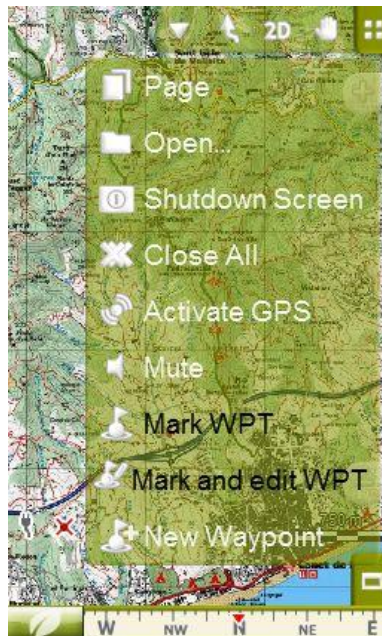 2D
Page
Open...
Shutdown Screen
Close All
Activate GPS
Mute
Mark WPT
Mark and edit WPT
750 m
New Waypoint
W NW N NE E